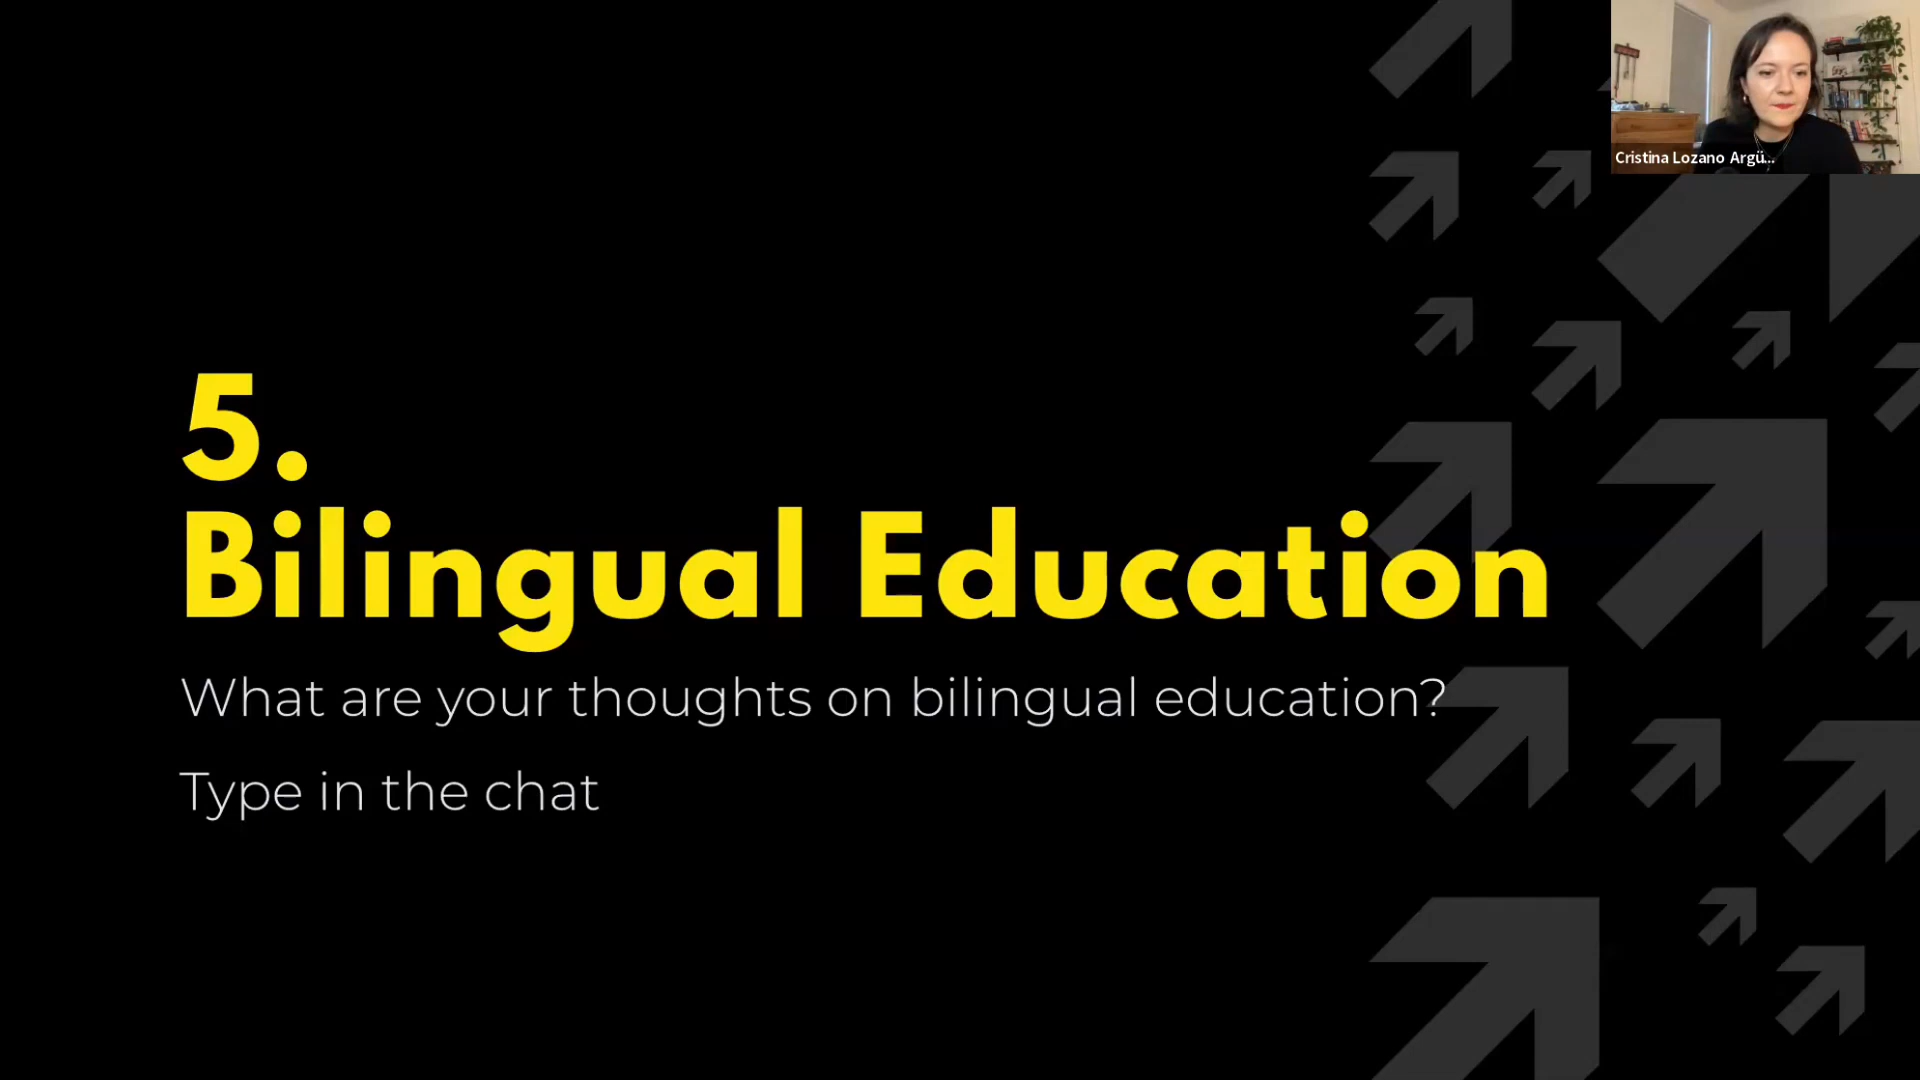 Cristina Lozano Argü...
5.
Bilingual Education
What are your thoughts on bilingual education?
Type in the chat